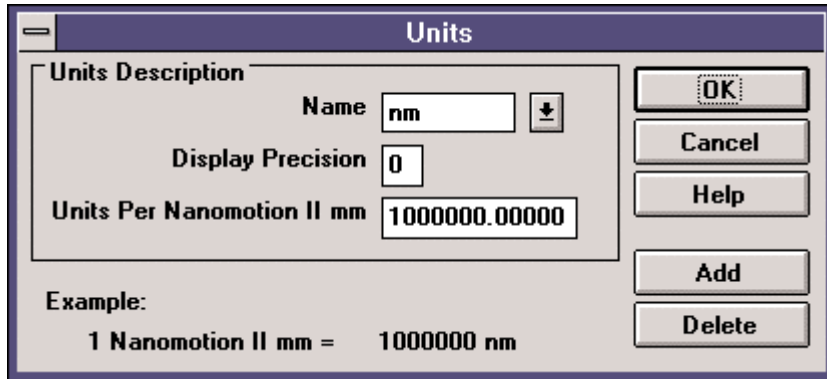 Units
Units Description
Name nm
Display Precision 0
Units Per Nanomotion II mm 1000000.00000
OK
Cancel
Help
Add
Delete
Example:
1 Nanomotion II mm = 1000000 nm